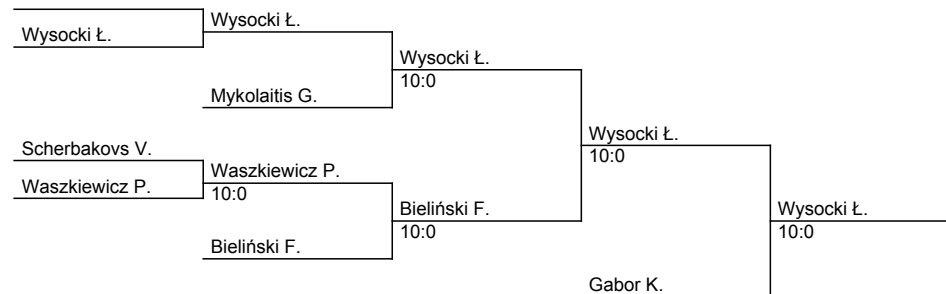 Wysocki Ł.
Wysocki Ł.
Wysocki Ł.
10:0
Mykolaitis G.
Wysocki Ł.
10:0
Scherbakovs V.
Waszkiewicz P.
Waszkiewicz P.
10:0
Bieliński F.
10:0
Wysocki Ł.
10:0
Bieliński F.
Gabor K.